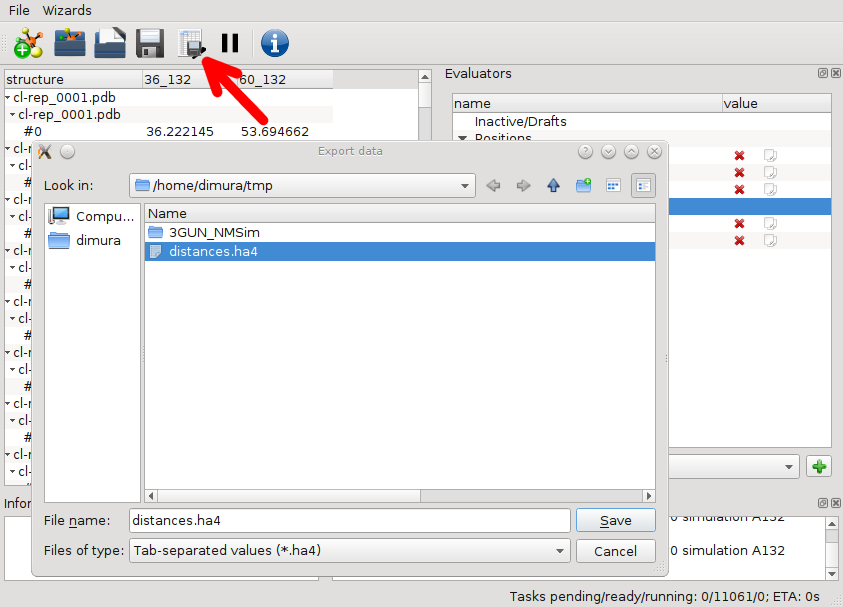 File Wizards
structure 36_132 60_132
cl-rep_0001.pdb
cl-rep_0001.pdb
#0 36.222145 53.694662
Evaluators
name value
Inactive/Drafts
Positions
Export data
Look in: /home/dimura/tmp
Compu...
dimura
Name
3GUN_NMSim
distances.ha4
File name: distances.ha4
Save
Files of type: Tab-separated values (*.ha4)
Cancel
simulation A132
0 simulation A132
Tasks pending/ready/running: 0/11061/0; ETA: 0s